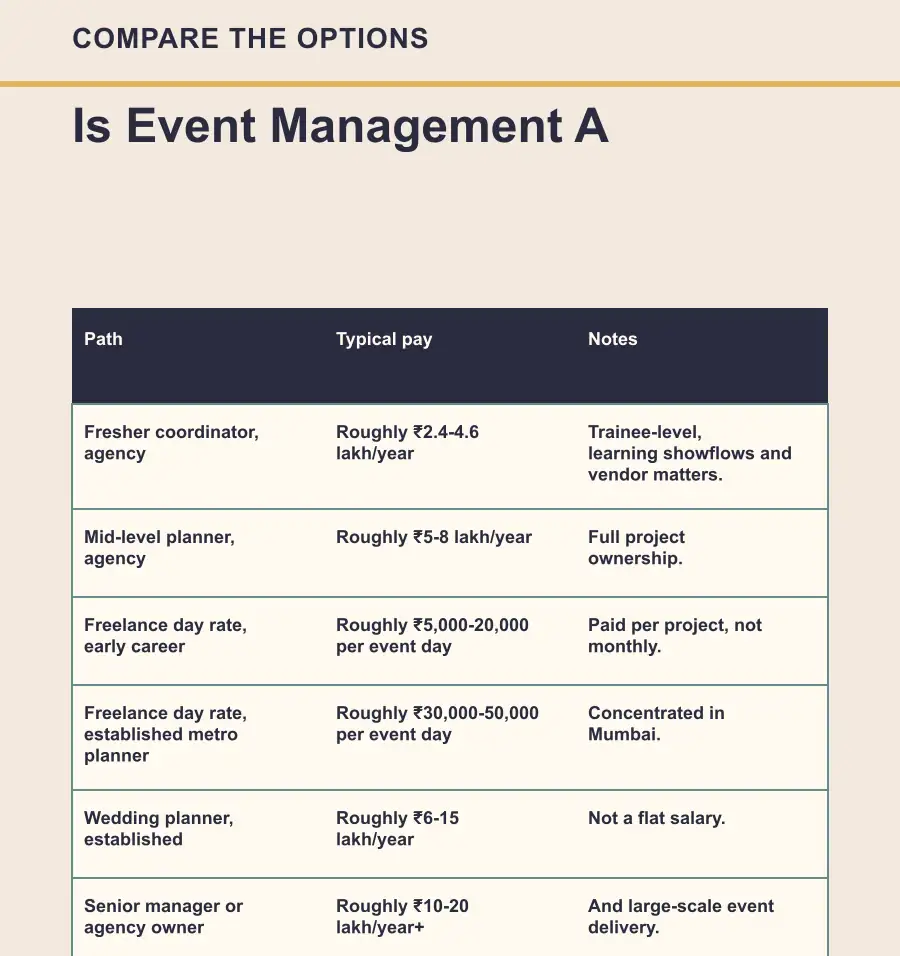 COMPARE THE OPTIONS
Is Event Management A
Path
Typical pay
Notes
Fresher coordinator,
agency
Roughly ₹2.4-4.6
lakh/year
Trainee-level,
learning showflows and
vendor matters.
Mid-level planner,
agency
Roughly ₹5-8 lakh/year
Full project
ownership.
Freelance day rate,
early career
Roughly ₹5,000-20,000
per event day
Paid per project, not
monthly.
Freelance day rate,
established metro
planner
Roughly ₹30,000-50,000
per event day
Concentrated in
Mumbai.
Wedding planner,
established
Roughly ₹6-15
lakh/year
Not a flat salary.
Senior manager or
agency owner
Roughly ₹10-20
lakh/year+
And large-scale event
delivery.